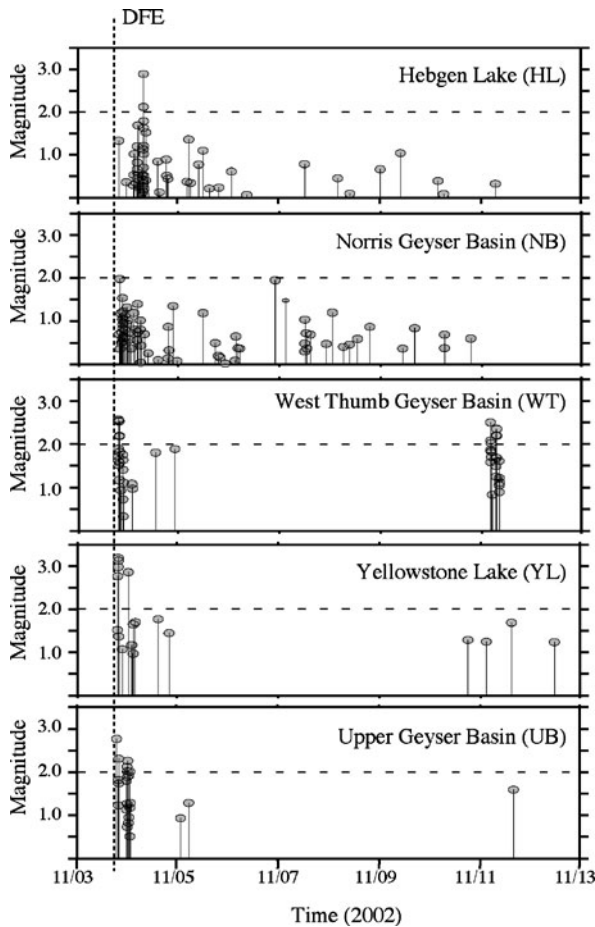 DFE
Hebgen Lake (HL)
Magnitude
3.0
2.0
1.0
Norris Geyser Basin (NB)
Magnitude
3.0
2.0
1.0
West Thumb Geyser Basin (WT)
Magnitude
3.0
2.0
1.0
Yellowstone Lake (YL)
Magnitude
3.0
2.0
1.0
Upper Geyser Basin (UB)
Magnitude
3.0
2.0
1.0
11/03 11/05 11/07 11/09 11/11 11/13
Time (2002)